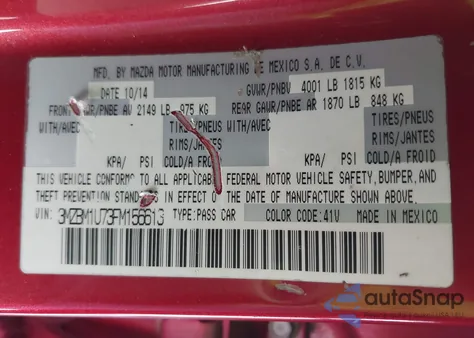 MFD. BY MAZDA MOTOR MANUFACTURING DE MEXICO S.A. DE C.V.
DATE 10/14 GVWR/PNBV 4001 LB 1815 KG
FRONT GAWR/PNBE AV 2149 LB 975 KG REAR GAWR/PNBE AR 1870 LB 848 KG
WITH/AVEC TIRES/PNEUS WITH/AVEC TIRES/PNEUS
RIMS/JANTES RIMS/JANTES
KPA/ PSI COLD/A FROID KPA/ PSI COLD/A FROID
THIS VEHICLE CONFORMS TO ALL APPLICABLE FEDERAL MOTOR VEHICLE SAFETY, BUMPER, AND
THEFT PREVENTION STANDARDS IN EFFECT ON THE DATE OF MANUFACTURE SHOWN ABOVE.
VIN: 3MZBM1U73FM156613 TYPE: PASS CAR COLOR CODE: 41V MADE IN MEXICO
autoSnap